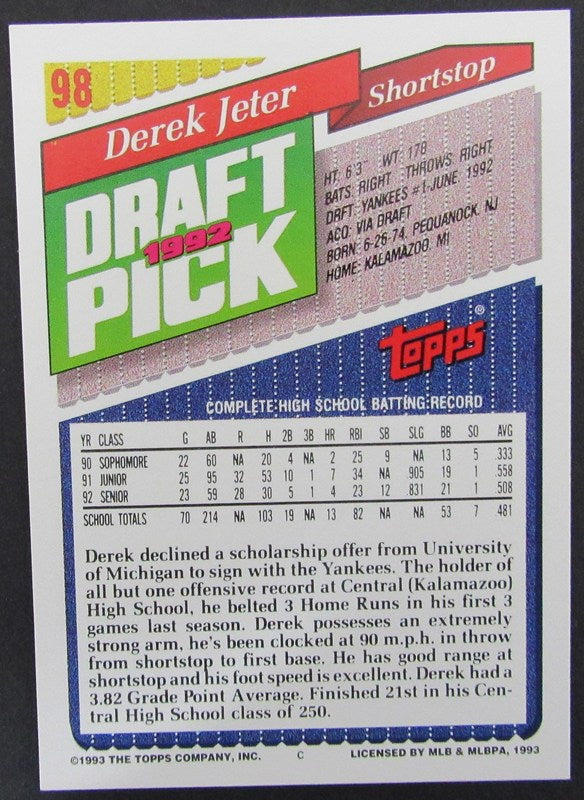 98
Derek Jeter
Shortstop
DRAFT
1992
PICK
HT: 6'3" WT: 178
BATS: RIGHT THROWS: RIGHT
DRFT: YANKEES #1-JUNE, 1992
ACQ: VIA DRAFT
BORN: 6-26-74, PEQUANOCK, NJ
HOME: KALAMAZOO, MI
topps®
COMPLETE HIGH SCHOOL BATTING RECORD
YR CLASS G AB R H 2B 3B HR RBI SB SLG BB SO AVG
90 SOPHOMORE 22 60 NA 20 4 NA 2 25 9 NA 13 5 .333
91 JUNIOR 25 95 32 53 10 1 7 34 NA .905 19 1 .558
92 SENIOR 23 59 28 30 5 1 4 23 12 .831 21 1 .508
SCHOOL TOTALS 70 214 NA 103 19 NA 13 82 NA NA 53 7 .481
Derek declined a scholarship offer from University
of Michigan to sign with the Yankees. The holder of
all but one offensive record at Central (Kalamazoo)
High School, he belted 3 Home Runs in his first 3
games last season. Derek possesses an extremely
strong arm, he's been clocked at 90 m.p.h. in throw
from shortstop to first base. He has good range at
shortstop and his foot speed is excellent. Derek had a
3.82 Grade Point Average. Finished 21st in his Cen-
tral High School class of 250.
©1993 THE TOPPS COMPANY, INC. C LICENSED BY MLB & MLBPA, 1993